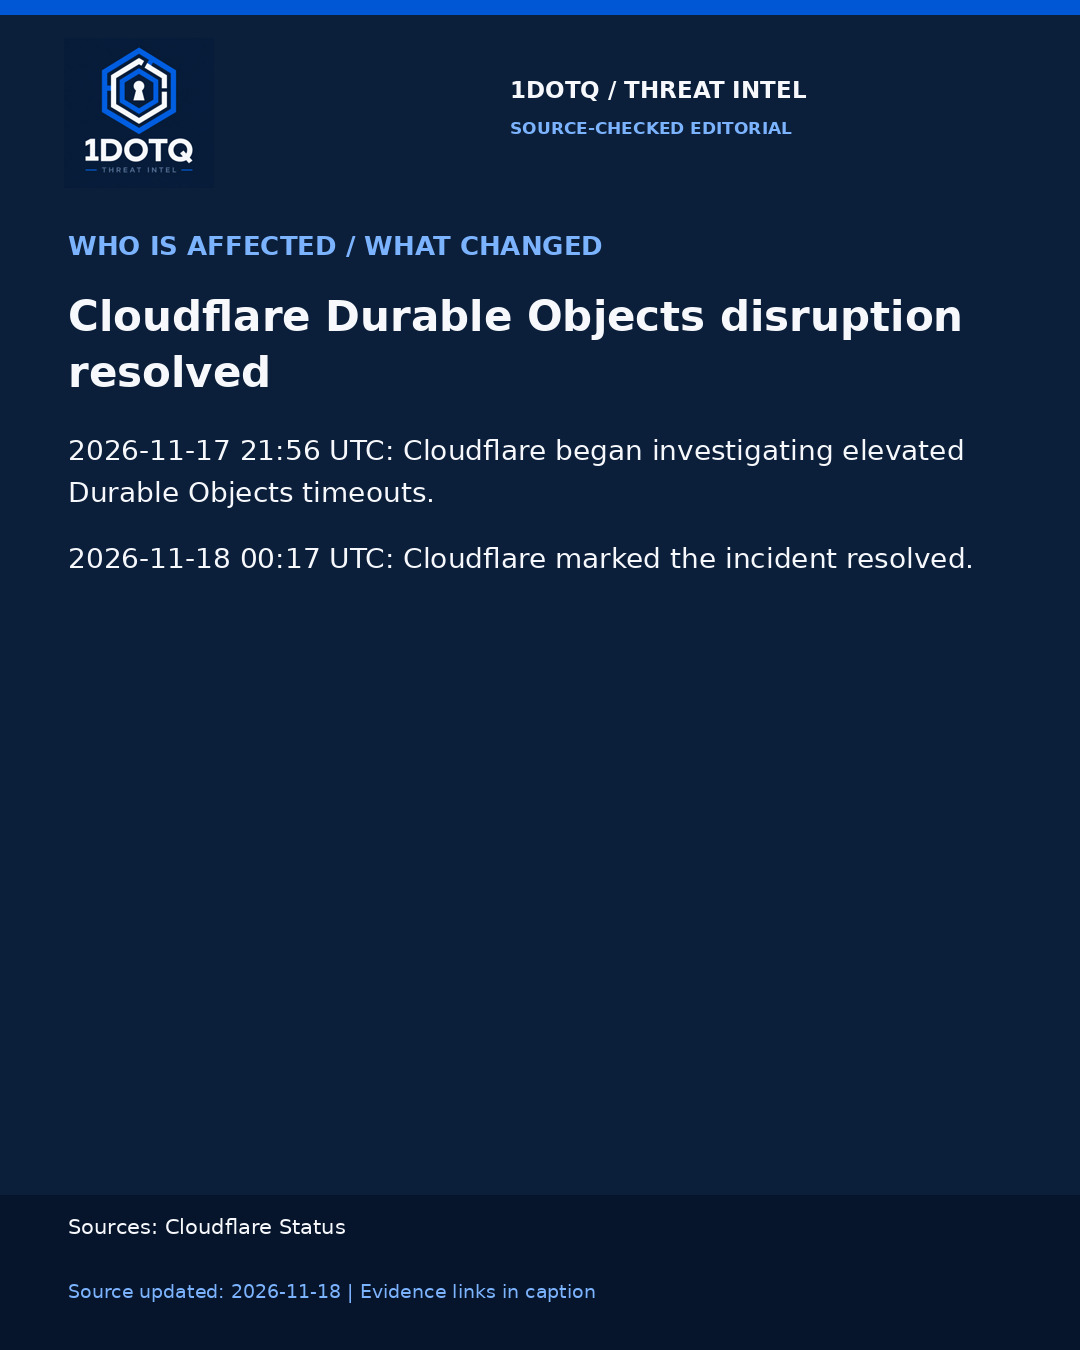 1DOTQ
THREAT INTEL
1DOTQ / THREAT INTEL
SOURCE-CHECKED EDITORIAL
WHO IS AFFECTED / WHAT CHANGED
Cloudflare Durable Objects disruption
resolved
2026-11-17 21:56 UTC: Cloudflare began investigating elevated
Durable Objects timeouts.
2026-11-18 00:17 UTC: Cloudflare marked the incident resolved.
Sources: Cloudflare Status
Source updated: 2026-11-18 | Evidence links in caption